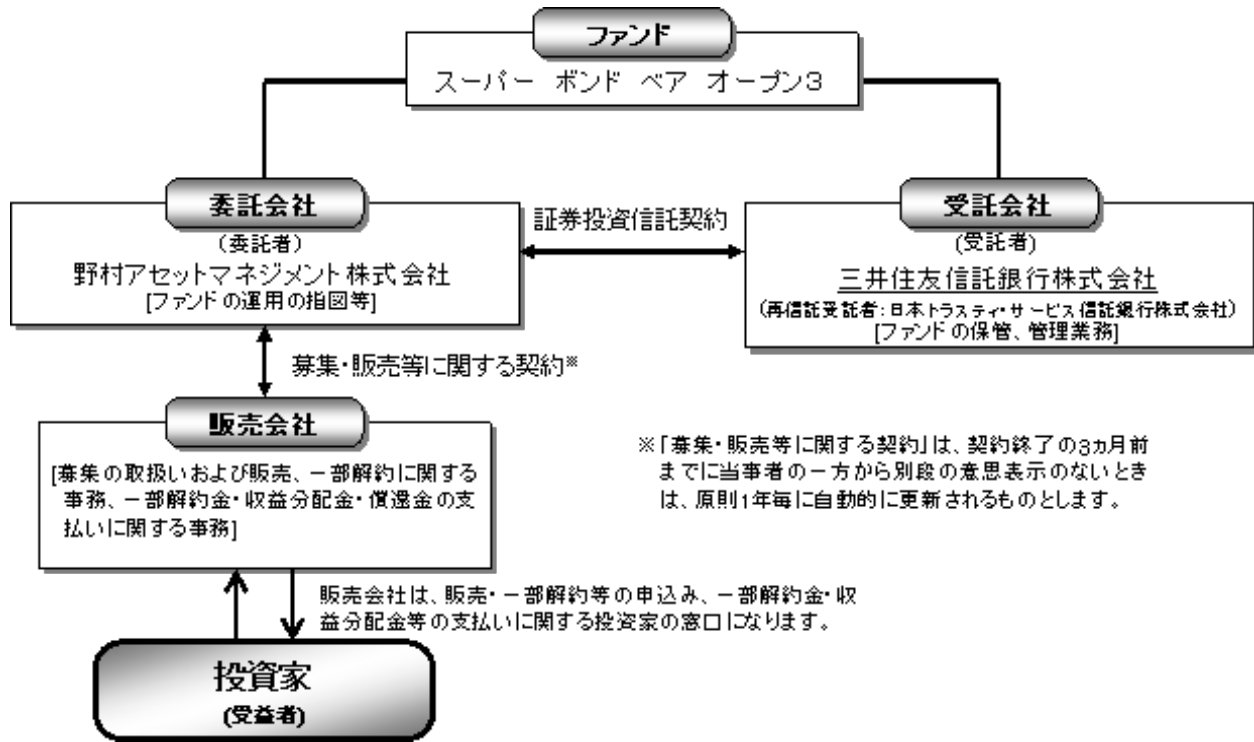 ファンド
スーパー ボンド ベア オープン3
委託会社
(委託者)
野村アセットマネジメント株式会社
[ファンドの運用の指図等]
証券投資信託契約
受託会社
(受託者)
三井住友信託銀行株式会社
(再信託受託者:日本トラスティ・サービス信託銀行株式会社)
[ファンドの保管、管理業務]
募集・販売等に関する契約※
販売会社
[募集の取扱いおよび販売、一部解約に関する
事務、一部解約金・収益分配金・償還金の支
払いに関する事務]
※「募集・販売等に関する契約」は、契約終了の3ヵ月前
までに当事者の一方から別段の意思表示のないとき
は、原則1年毎に自動的に更新されるものとします。
販売会社は、販売・一部解約等の申込み、一部解約金・収
益分配金等の支払いに関する投資家の窓口になります。
投資家
(受益者)